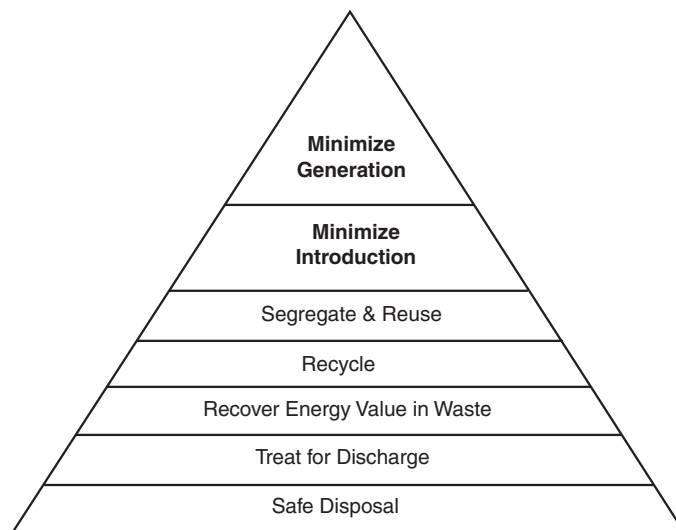 Minimize
Generation
Minimize
Introduction
Segregate & Reuse
Recycle
Recover Energy Value in Waste
Treat for Discharge
Safe Disposal